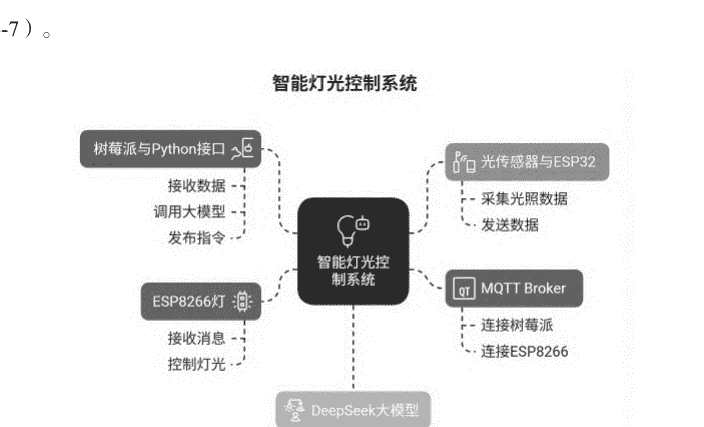 -7）。
智能灯光控制系统
树莓派与Python接口
接收数据
调用大模型
发布指令
ESP8266灯
接收消息
控制灯光
智能灯光控
制系统
光传感器与ESP32
采集光照数据
发送数据
QT
MQTT Broker
连接树莓派
连接ESP8266
DeepSeek大模型